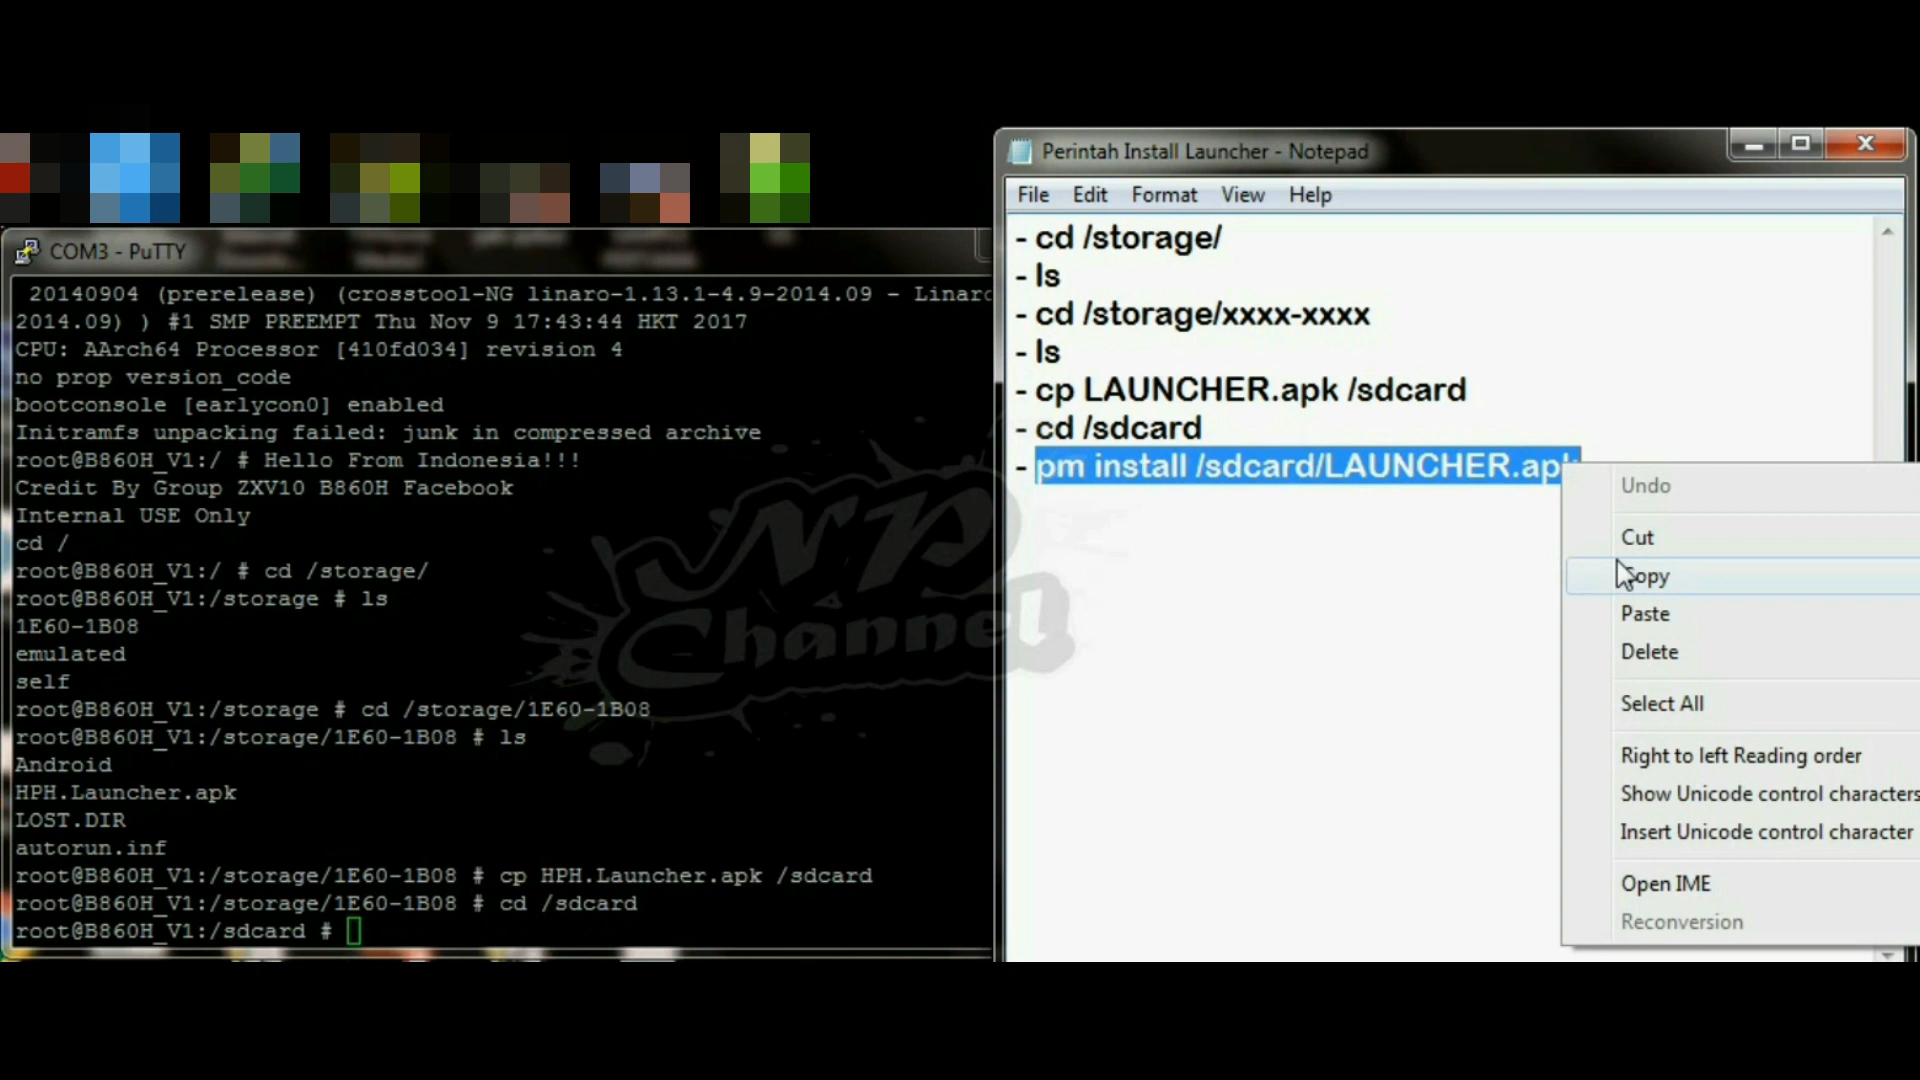 COM3 - PuTTY
20140904 (prerelease) (crosstool-NG linaro-1.13.1-4.9-2014.09 - Linaro
2014.09) ) #1 SMP PREEMPT Thu Nov 9 17:43:44 HKT 2017
CPU: AArch64 Processor [410fd034] revision 4
no prop version_code
bootconsole [earlycon0] enabled
Initramfs unpacking failed: junk in compressed archive
root@B860H_V1:/ # Hello From Indonesia!!!
Credit By Group ZXV10 B860H Facebook
Internal USE Only
cd /
root@B860H_V1:/ # cd /storage/
root@B860H_V1:/storage # ls
1E60-1B08
emulated
self
root@B860H_V1:/storage # cd /storage/1E60-1B08
root@B860H_V1:/storage/1E60-1B08 # ls
Android
HPH.Launcher.apk
LOST.DIR
autorun.inf
root@B860H_V1:/storage/1E60-1B08 # cp HPH.Launcher.apk /sdcard
root@B860H_V1:/storage/1E60-1B08 # cd /sdcard
root@B860H_V1:/sdcard #
Perintah Install Launcher - Notepad
File Edit Format View Help
- cd /storage/
- ls
- cd /storage/xxxx-xxxx
- ls
- cp LAUNCHER.apk /sdcard
- cd /sdcard
- pm install /sdcard/LAUNCHER.apk
Undo
Cut
Copy
Paste
Delete
Select All
Right to left Reading order
Show Unicode control characters
Insert Unicode control character
Open IME
Reconversion
ND
Channel